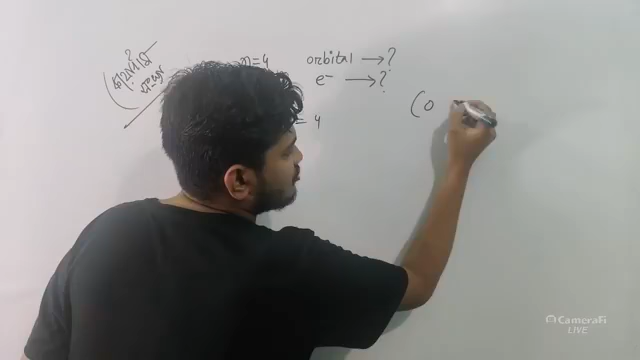 ?
n=4 orbital → ?
e⁻ → ?
= 4
(0
CameraFi
LIVE